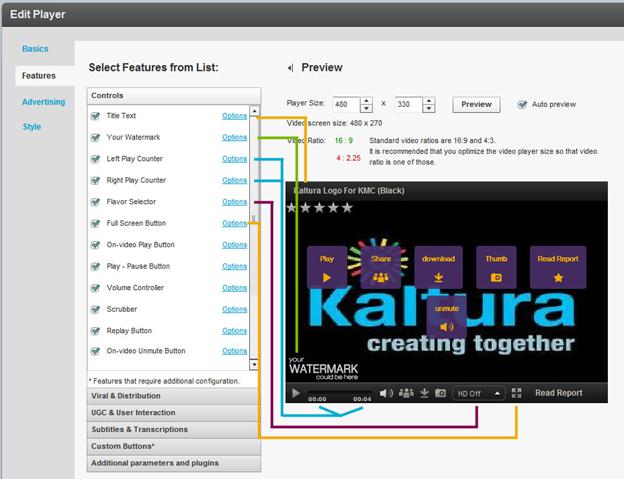 Edit Player
Basics
Features
Advertising
Style
Select Features from List:
Controls
Title Text Options
Your Watermark Options
Left Play Counter Options
Right Play Counter Options
Flavor Selector Options
Full Screen Button Options
On-video Play Button Options
Play - Pause Button Options
Volume Controller Options
Scrubber Options
Replay Button Options
On-video Unmute Button Options
* Features that require additional configuration.
Viral & Distribution
UGC & User Interaction
Subtitles & Transcriptions
Custom Buttons*
Additional parameters and plugins
Preview
Player Size: 480 x 330 Preview Auto preview
Video screen size: 480 x 270
Video Ratio: 16 : 9 Standard video ratios are 16:9 and 4:3.
4 : 2.25 It is recommended that you optimize the video player size so that video
ratio is one of those.
Kaltura Logo For KMC (Black)
Play Share download Thumb Read Report
unmute
Kaltura
creating together
your
WATERMARK
could be here
00:00 00:04 HD Off Read Report